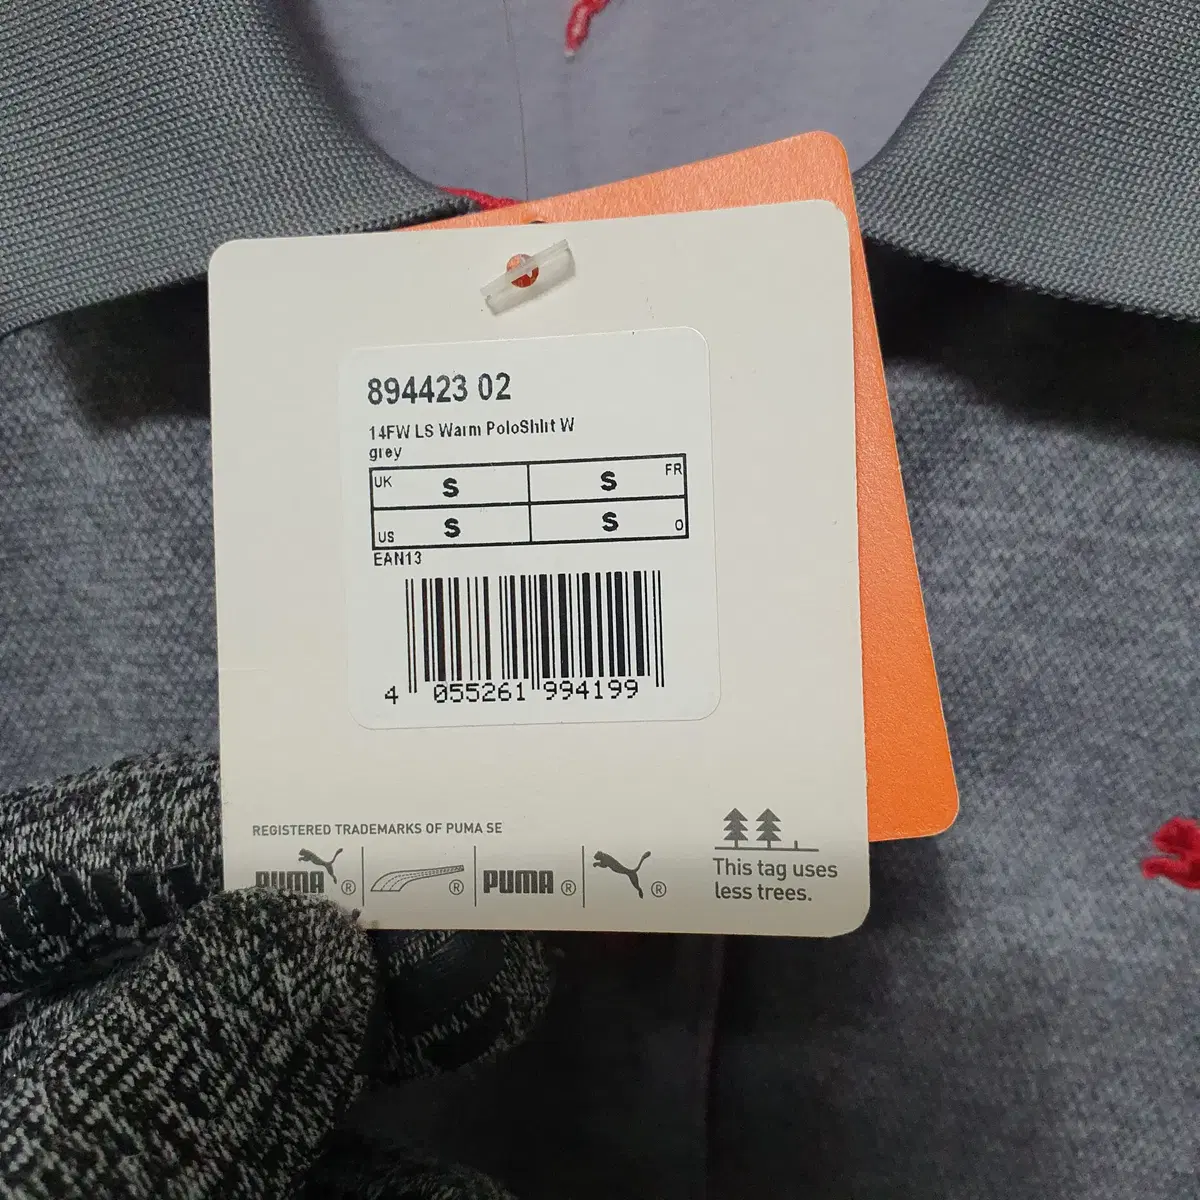 894423 02
14FW LS Warm PoloShirt W
grey
UK S S FR
US S S O
EAN13
4 055261 994199
REGISTERED TRADEMARKS OF PUMA SE
PUMA ® ® PUMA ® ®
This tag uses
less trees.